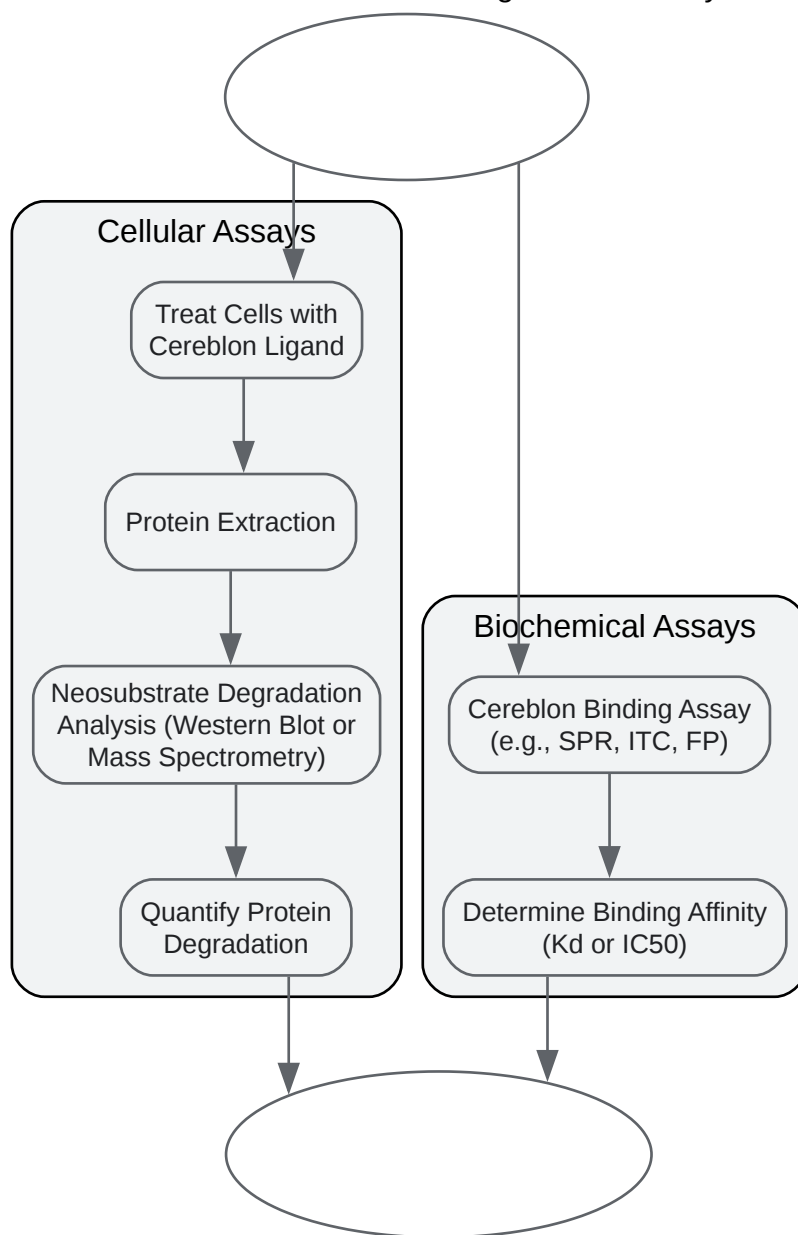 Cellular Assays
Treat Cells with
Cereblon Ligand
Protein Extraction
Neosubstrate Degradation
Analysis (Western Blot or
Mass Spectrometry)
Quantify Protein
Degradation
Biochemical Assays
Cereblon Binding Assay
(e.g., SPR, ITC, FP)
Determine Binding Affinity
(Kd or IC50)